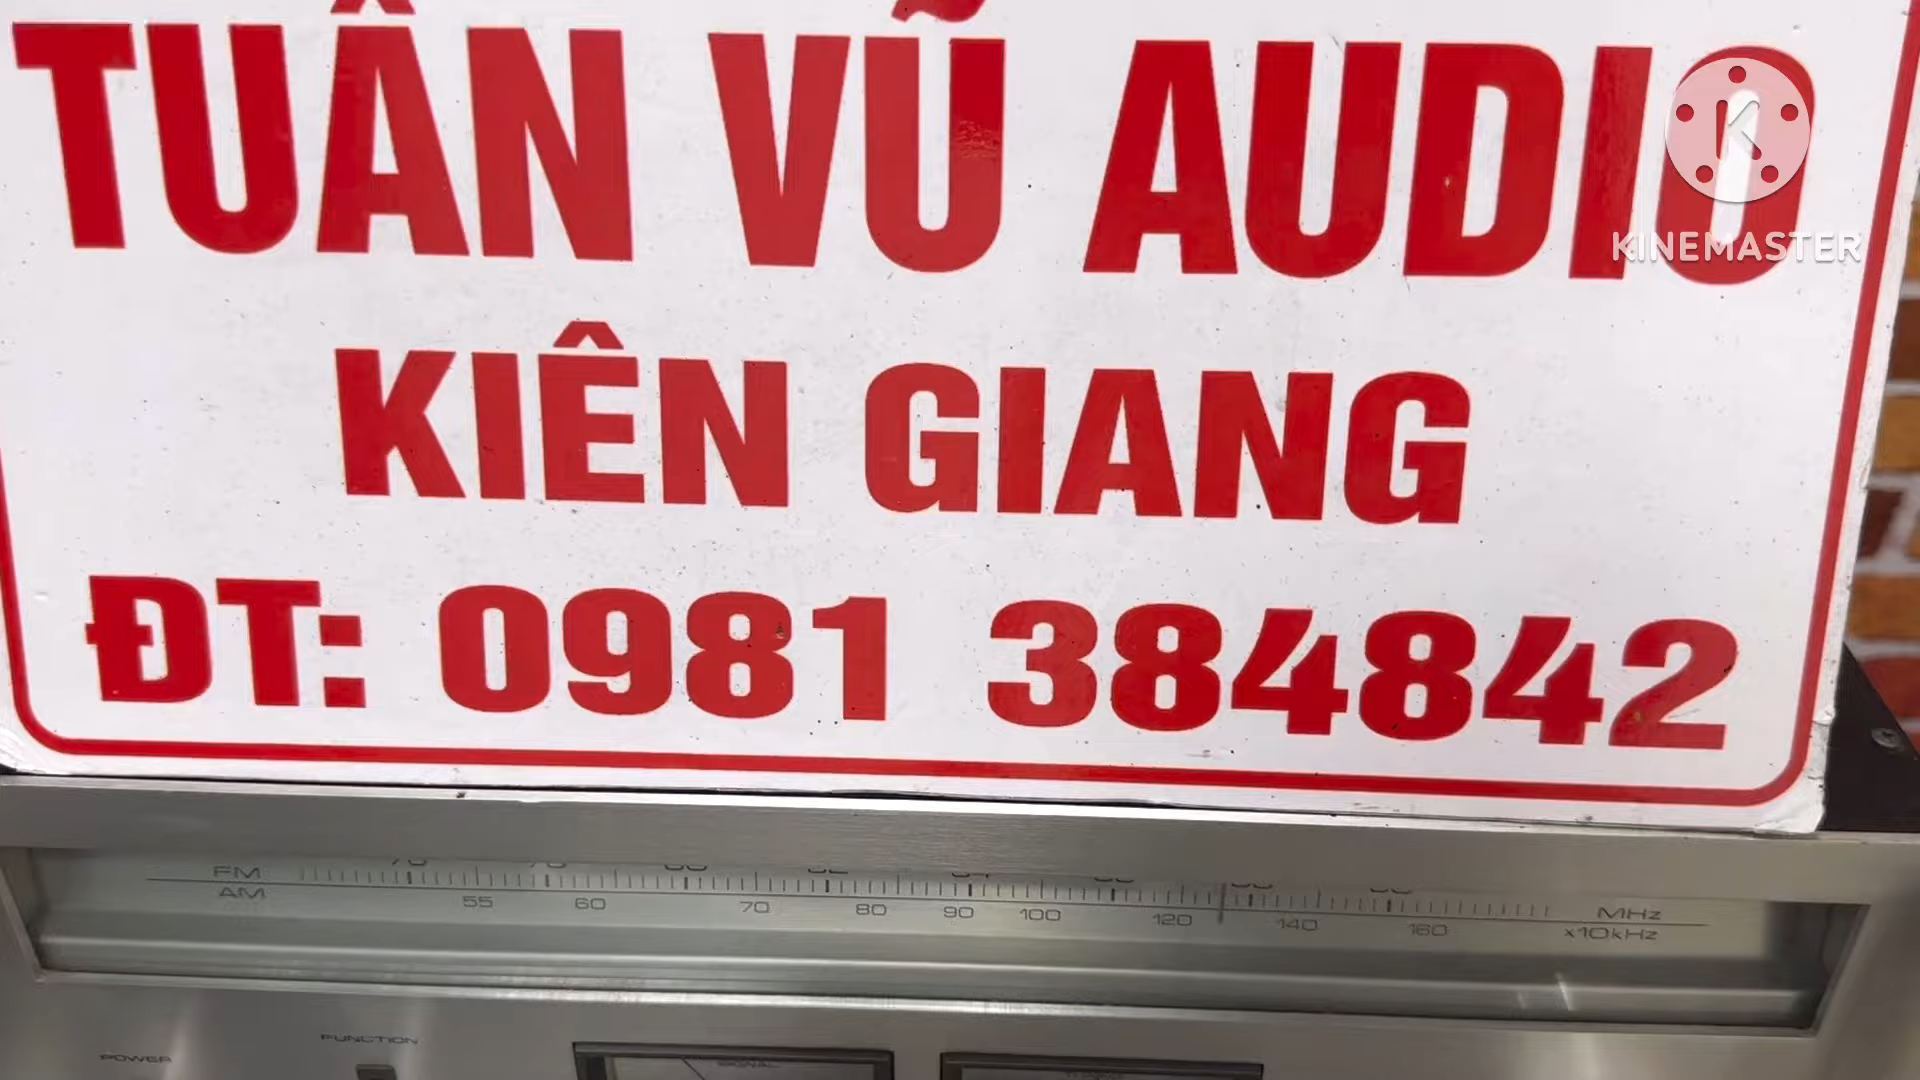 TUẤN VŨ AUDIO
KINEMASTER
KIÊN GIANG
ĐT: 0981 384842
FM
MHz
AM 55 60 70 80 90 100 120 140 160 x10kHz
FUNCTION
POWER
SIGNAL